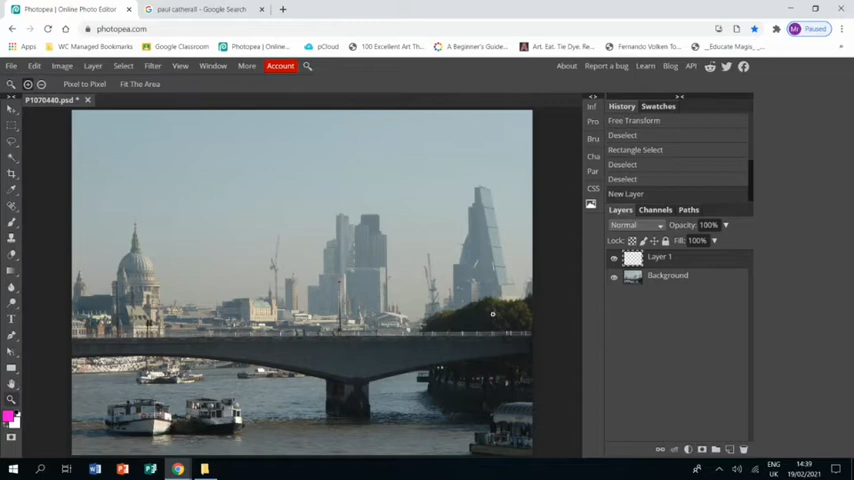 Photopea | Online Photo Editor
paul catherall - Google Search
photopea.com
Paused
Apps
WC Managed Bookmarks
Google Classroom
Photopea | Online...
pCloud
100 Excellent Art Th...
A Beginner's Guide...
Art. Eat. Tie Dye. Re...
Fernando Volken To...
_Educate Magis_...
File Edit Image Layer Select Filter View Window More Account
About Report a bug Learn Blog API
Pixel to Pixel Fit The Area
P1070440.psd *
Inf
Pro
Bru
Cha
Par
CSS
History Swatches
Free Transform
Deselect
Rectangle Select
Deselect
Deselect
New Layer
Layers Channels Paths
Normal Opacity: 100%
Lock: Fill: 100%
Layer 1
Background
ENG
UK
14:39
19/02/2021